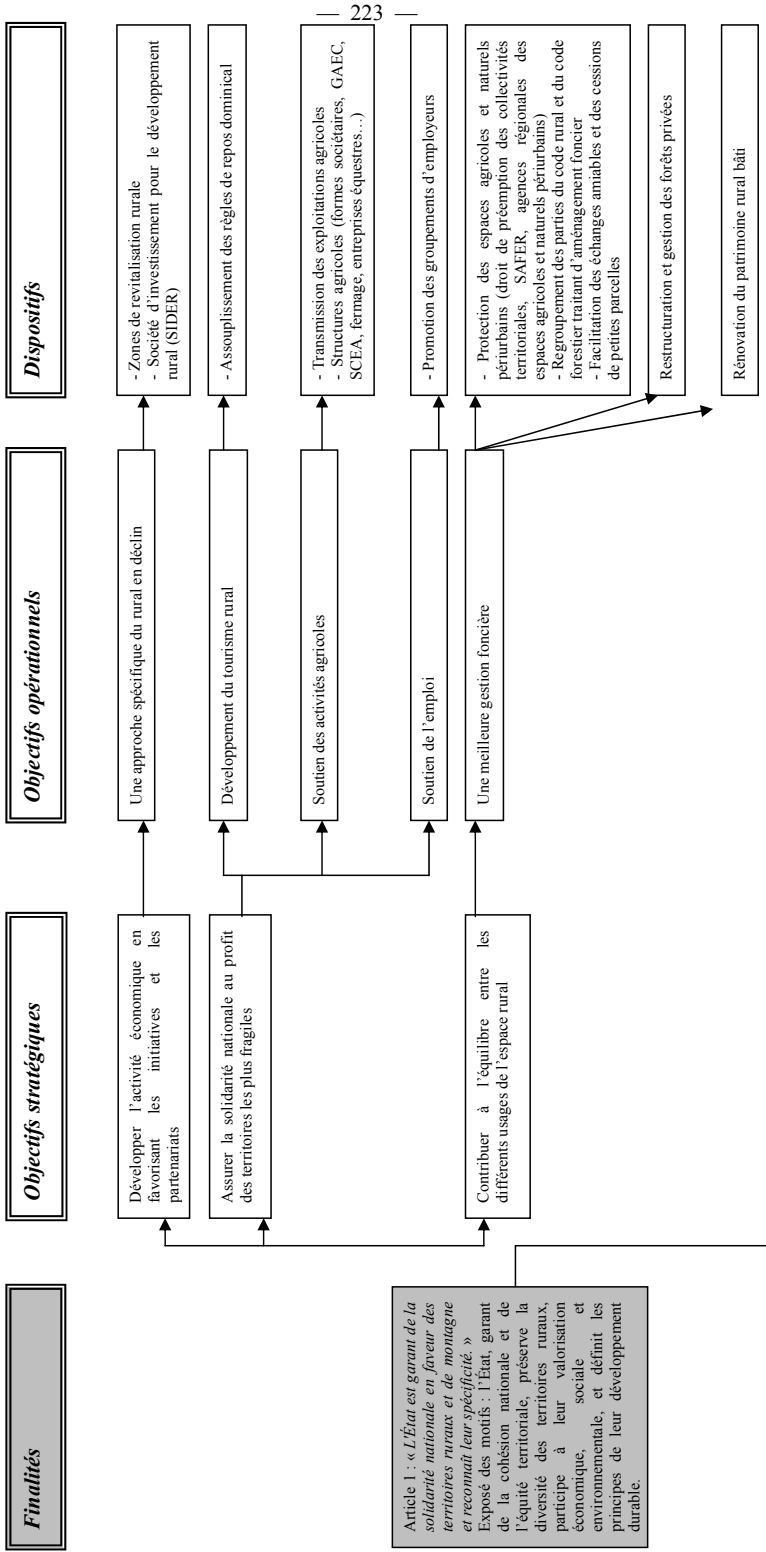 — 223 —
Finalités
Objectifs stratégiques
Objectifs opérationnels
Dispositifs
Article 1 : « L'État est garant de la
solidarité nationale en faveur des
territoires ruraux et de montagne
et reconnaît leur spécificité. »
Exposé des motifs : l'État, garant
de la cohésion nationale et de
l'équité territoriale, préserve la
diversité des territoires ruraux,
participe à leur valorisation
économique, sociale et
environnementale, et définit les
principes de leur développement
durable.
Développer l'activité économique en
favorisant les initiatives et les
partenariats
Assurer la solidarité nationale au profit
des territoires les plus fragiles
Contribuer à l'équilibre entre les
différents usages de l'espace rural
Une approche spécifique du rural en déclin
Développement du tourisme rural
Soutien des activités agricoles
Soutien de l'emploi
Une meilleure gestion foncière
- Zones de revitalisation rurale
- Société d'investissement pour le développement
rural (SIDER)
- Assouplissement des règles de repos dominical
- Transmission des exploitations agricoles
- Structures agricoles (formes sociétaires, GAEC,
SCEA, fermage, entreprises équestres…)
- Promotion des groupements d'employeurs
- Protection des espaces agricoles et naturels
périurbains (droit de préemption des collectivités
territoriales, SAFER, agences régionales des
espaces agricoles et naturels périurbains)
- Regroupement des parties du code rural et du code
forestier traitant d'aménagement foncier
- Facilitation des échanges amiables et des cessions
de petites parcelles
Restructuration et gestion des forêts privées
Rénovation du patrimoine rural bâti